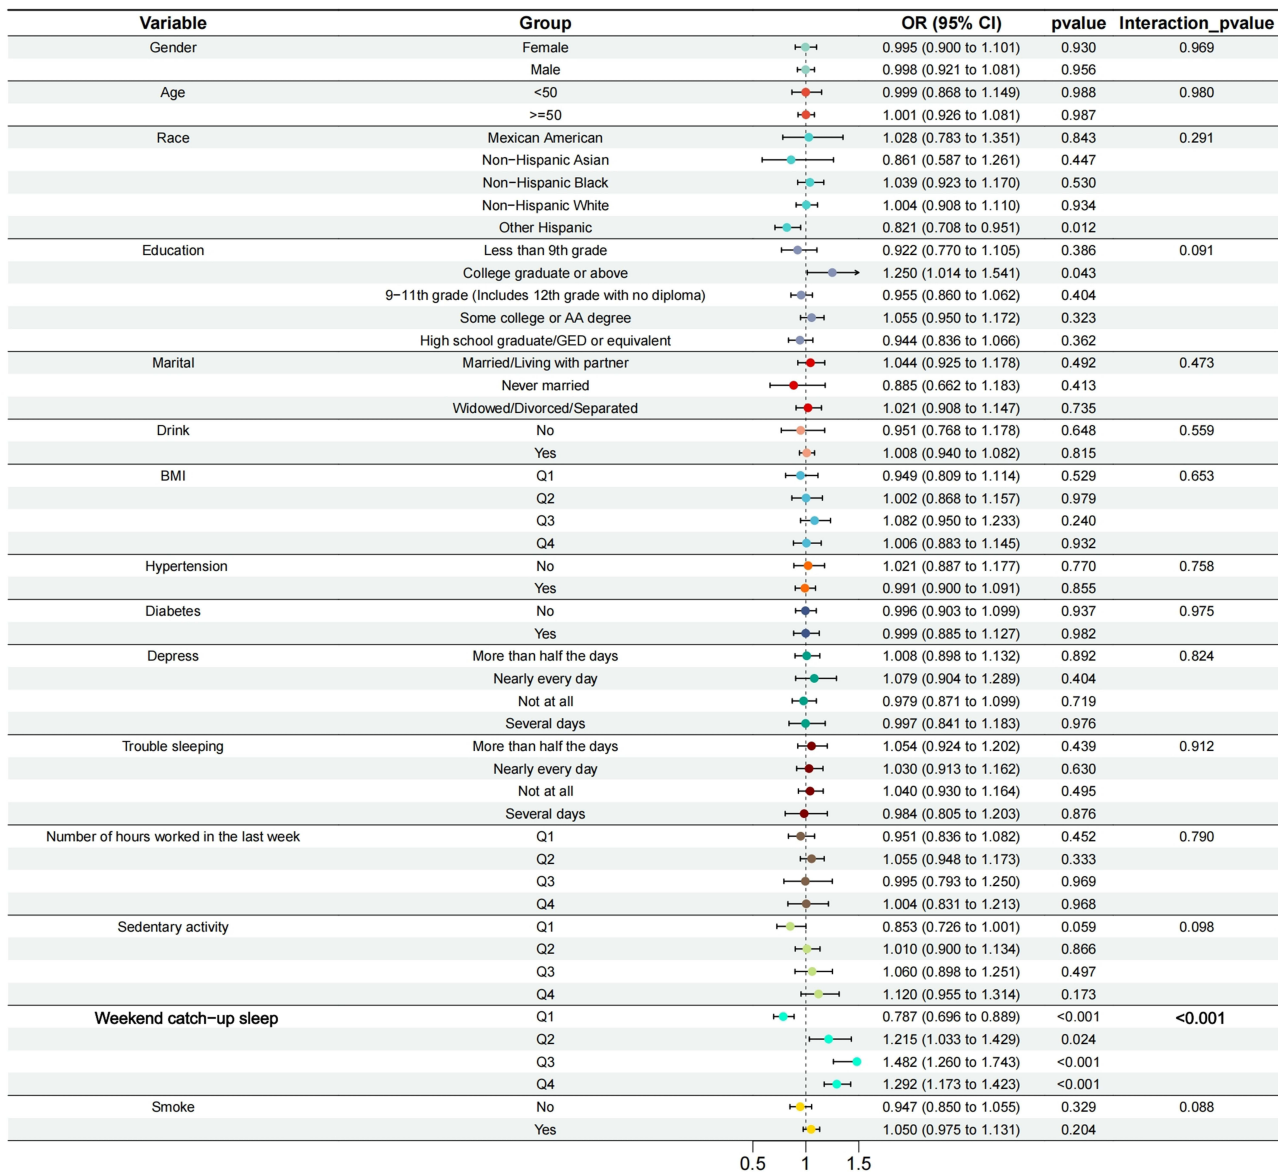 Variable Group OR (95% CI) pvalue Interaction_pvalue
Gender Female 0.995 (0.900 to 1.101) 0.930 0.969
Male 0.998 (0.921 to 1.081) 0.956
Age <50 0.999 (0.868 to 1.149) 0.988 0.980
>=50 1.001 (0.926 to 1.081) 0.987
Race Mexican American 1.028 (0.783 to 1.351) 0.843 0.291
Non−Hispanic Asian 0.861 (0.587 to 1.261) 0.447
Non−Hispanic Black 1.039 (0.923 to 1.170) 0.530
Non−Hispanic White 1.004 (0.908 to 1.110) 0.934
Other Hispanic 0.821 (0.708 to 0.951) 0.012
Education Less than 9th grade 0.922 (0.770 to 1.105) 0.386 0.091
College graduate or above 1.250 (1.014 to 1.541) 0.043
9−11th grade (Includes 12th grade with no diploma) 0.955 (0.860 to 1.062) 0.404
Some college or AA degree 1.055 (0.950 to 1.172) 0.323
High school graduate/GED or equivalent 0.944 (0.836 to 1.066) 0.362
Marital Married/Living with partner 1.044 (0.925 to 1.178) 0.492 0.473
Never married 0.885 (0.662 to 1.183) 0.413
Widowed/Divorced/Separated 1.021 (0.908 to 1.147) 0.735
Drink No 0.951 (0.768 to 1.178) 0.648 0.559
Yes 1.008 (0.940 to 1.082) 0.815
BMI Q1 0.949 (0.809 to 1.114) 0.529 0.653
Q2 1.002 (0.868 to 1.157) 0.979
Q3 1.082 (0.950 to 1.233) 0.240
Q4 1.006 (0.883 to 1.145) 0.932
Hypertension No 1.021 (0.887 to 1.177) 0.770 0.758
Yes 0.991 (0.900 to 1.091) 0.855
Diabetes No 0.996 (0.903 to 1.099) 0.937 0.975
Yes 0.999 (0.885 to 1.127) 0.982
Depress More than half the days 1.008 (0.898 to 1.132) 0.892 0.824
Nearly every day 1.079 (0.904 to 1.289) 0.404
Not at all 0.979 (0.871 to 1.099) 0.719
Several days 0.997 (0.841 to 1.183) 0.976
Trouble sleeping More than half the days 1.054 (0.924 to 1.202) 0.439 0.912
Nearly every day 1.030 (0.913 to 1.162) 0.630
Not at all 1.040 (0.930 to 1.164) 0.495
Several days 0.984 (0.805 to 1.203) 0.876
Number of hours worked in the last week Q1 0.951 (0.836 to 1.082) 0.452 0.790
Q2 1.055 (0.948 to 1.173) 0.333
Q3 0.995 (0.793 to 1.250) 0.969
Q4 1.004 (0.831 to 1.213) 0.968
Sedentary activity Q1 0.853 (0.726 to 1.001) 0.059 0.098
Q2 1.010 (0.900 to 1.134) 0.866
Q3 1.060 (0.898 to 1.251) 0.497
Q4 1.120 (0.955 to 1.314) 0.173
Weekend catch−up sleep Q1 0.787 (0.696 to 0.889) <0.001 <0.001
Q2 1.215 (1.033 to 1.429) 0.024
Q3 1.482 (1.260 to 1.743) <0.001
Q4 1.292 (1.173 to 1.423) <0.001
Smoke No 0.947 (0.850 to 1.055) 0.329 0.088
Yes 1.050 (0.975 to 1.131) 0.204
0.5 1 1.5